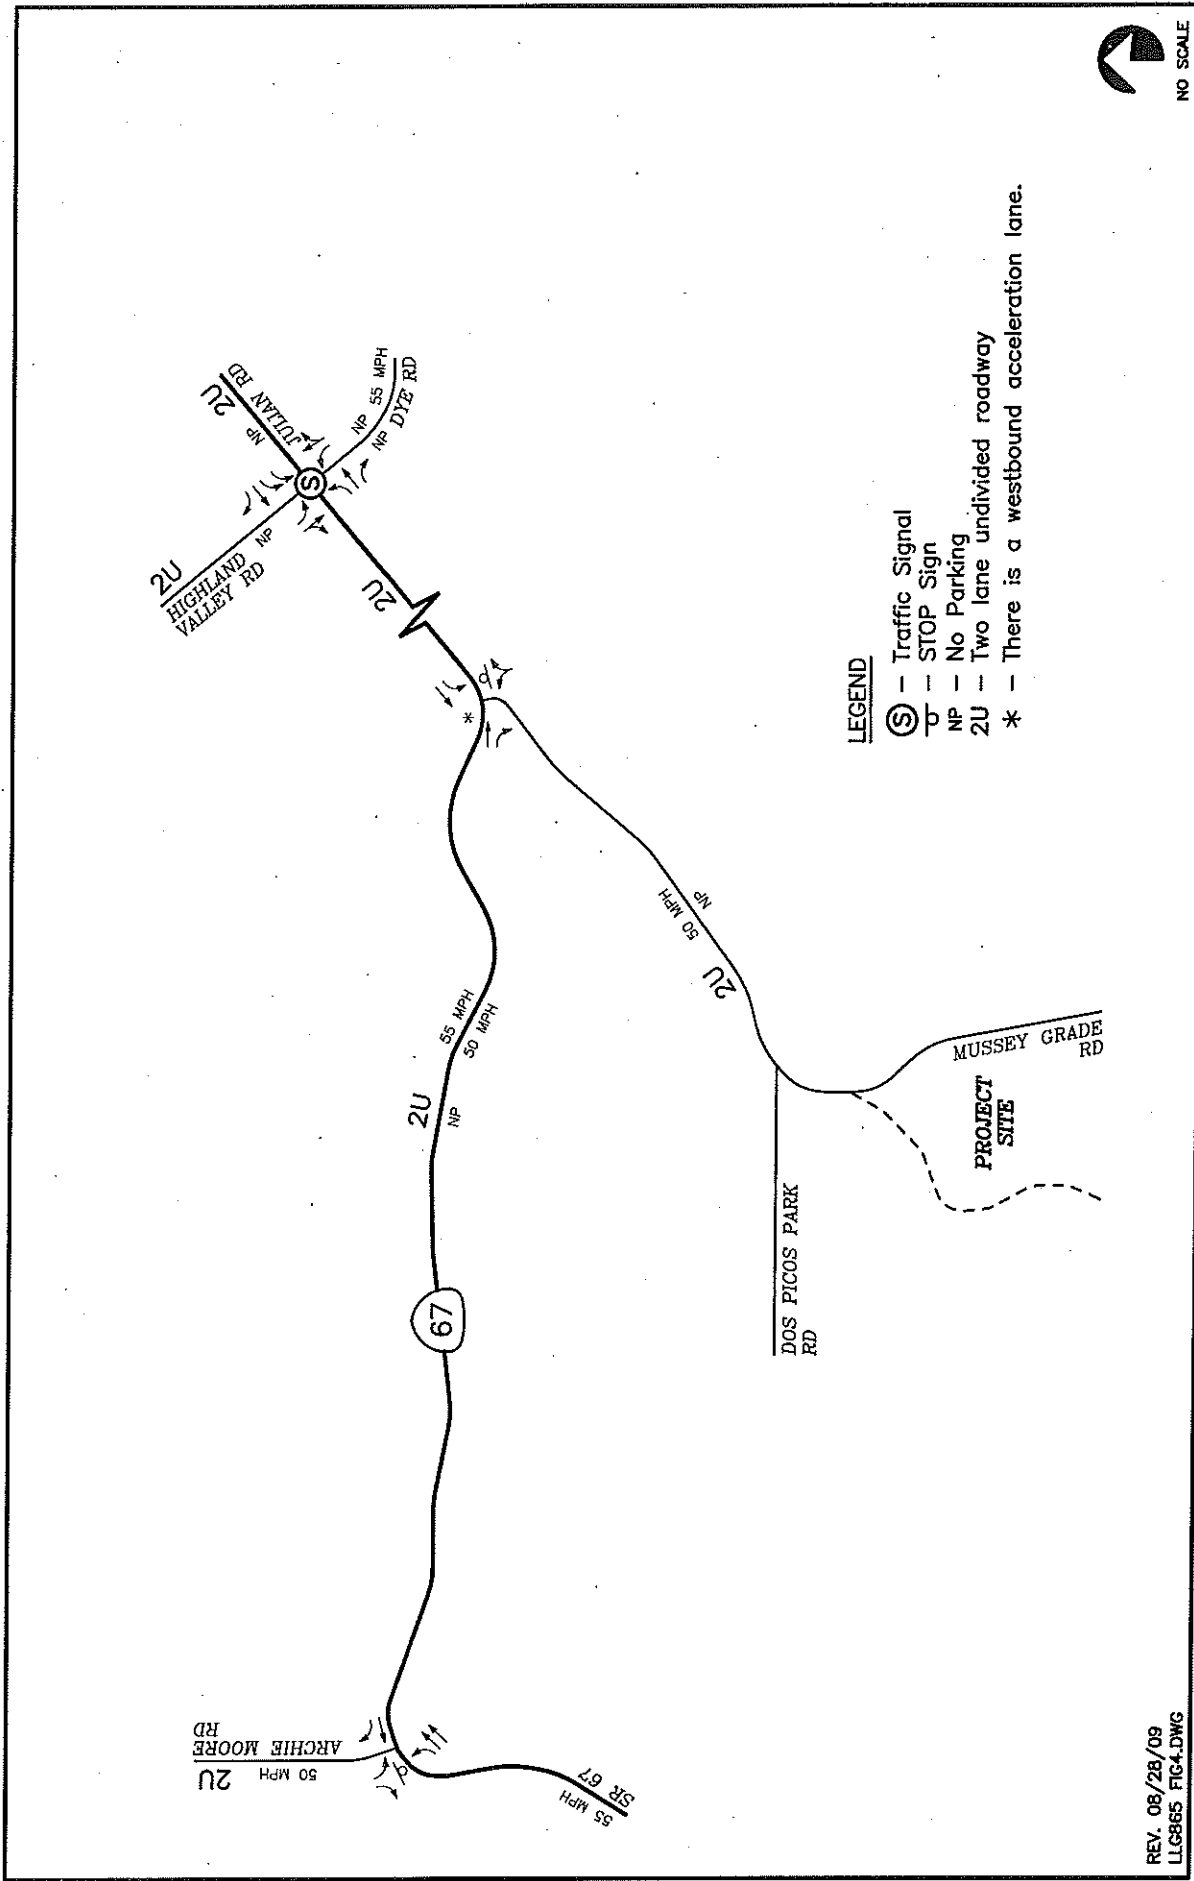 2U
HIGHLAND
VALLEY RD
NP
NP
JULIAN RD
2U
NP 55 MPH
NP DYE RD
S
2U
*
2U
ARCHIE MOORE
RD
50 MPH
55 MPH
SR 67
67
2U
NP
55 MPH
50 MPH
2U
50 MPH
NP
DOS PICOS PARK
RD
MUSSEY GRADE
RD
PROJECT
SITE
LEGEND
S – Traffic Signal
– STOP Sign
NP – No Parking
2U – Two lane undivided roadway
* – There is a westbound acceleration lane.
NO SCALE
REV. 08/28/09
LLG865 FIG4.DWG